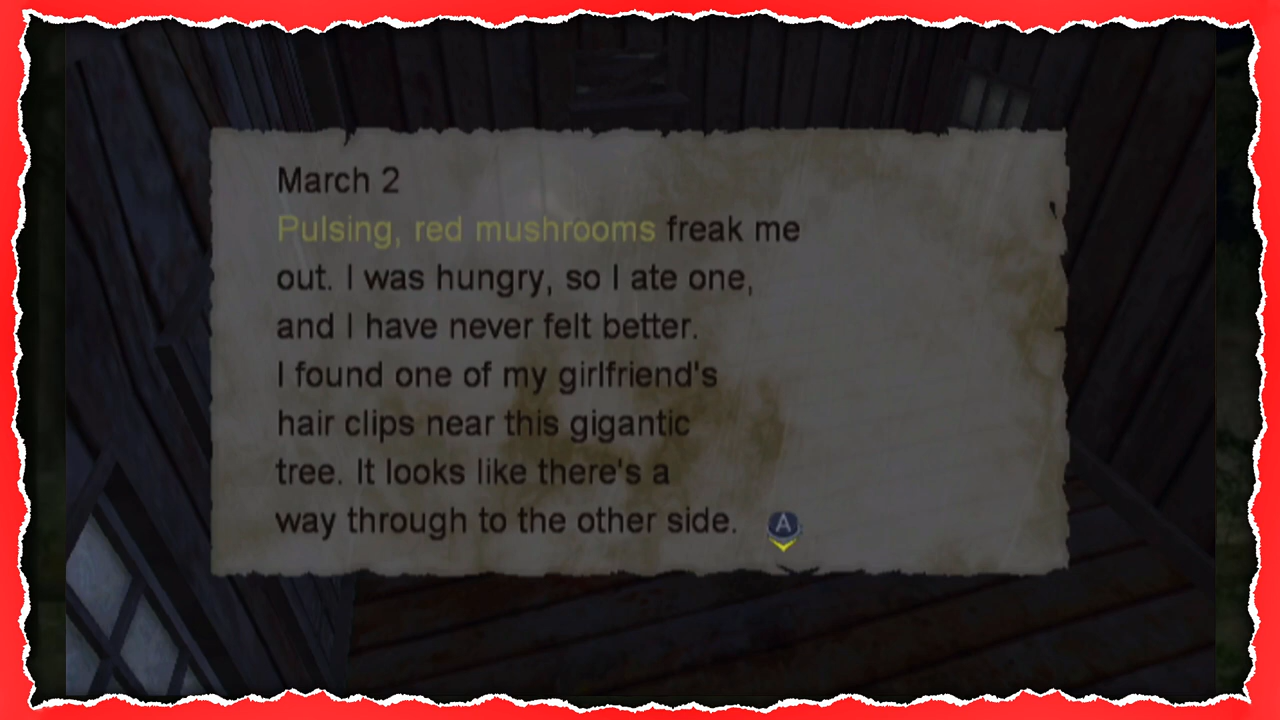 March 2
Pulsing, red mushrooms freak me
out. I was hungry, so I ate one,
and I have never felt better.
I found one of my girlfriend's
hair clips near this gigantic
tree. It looks like there's a
way through to the other side.
A